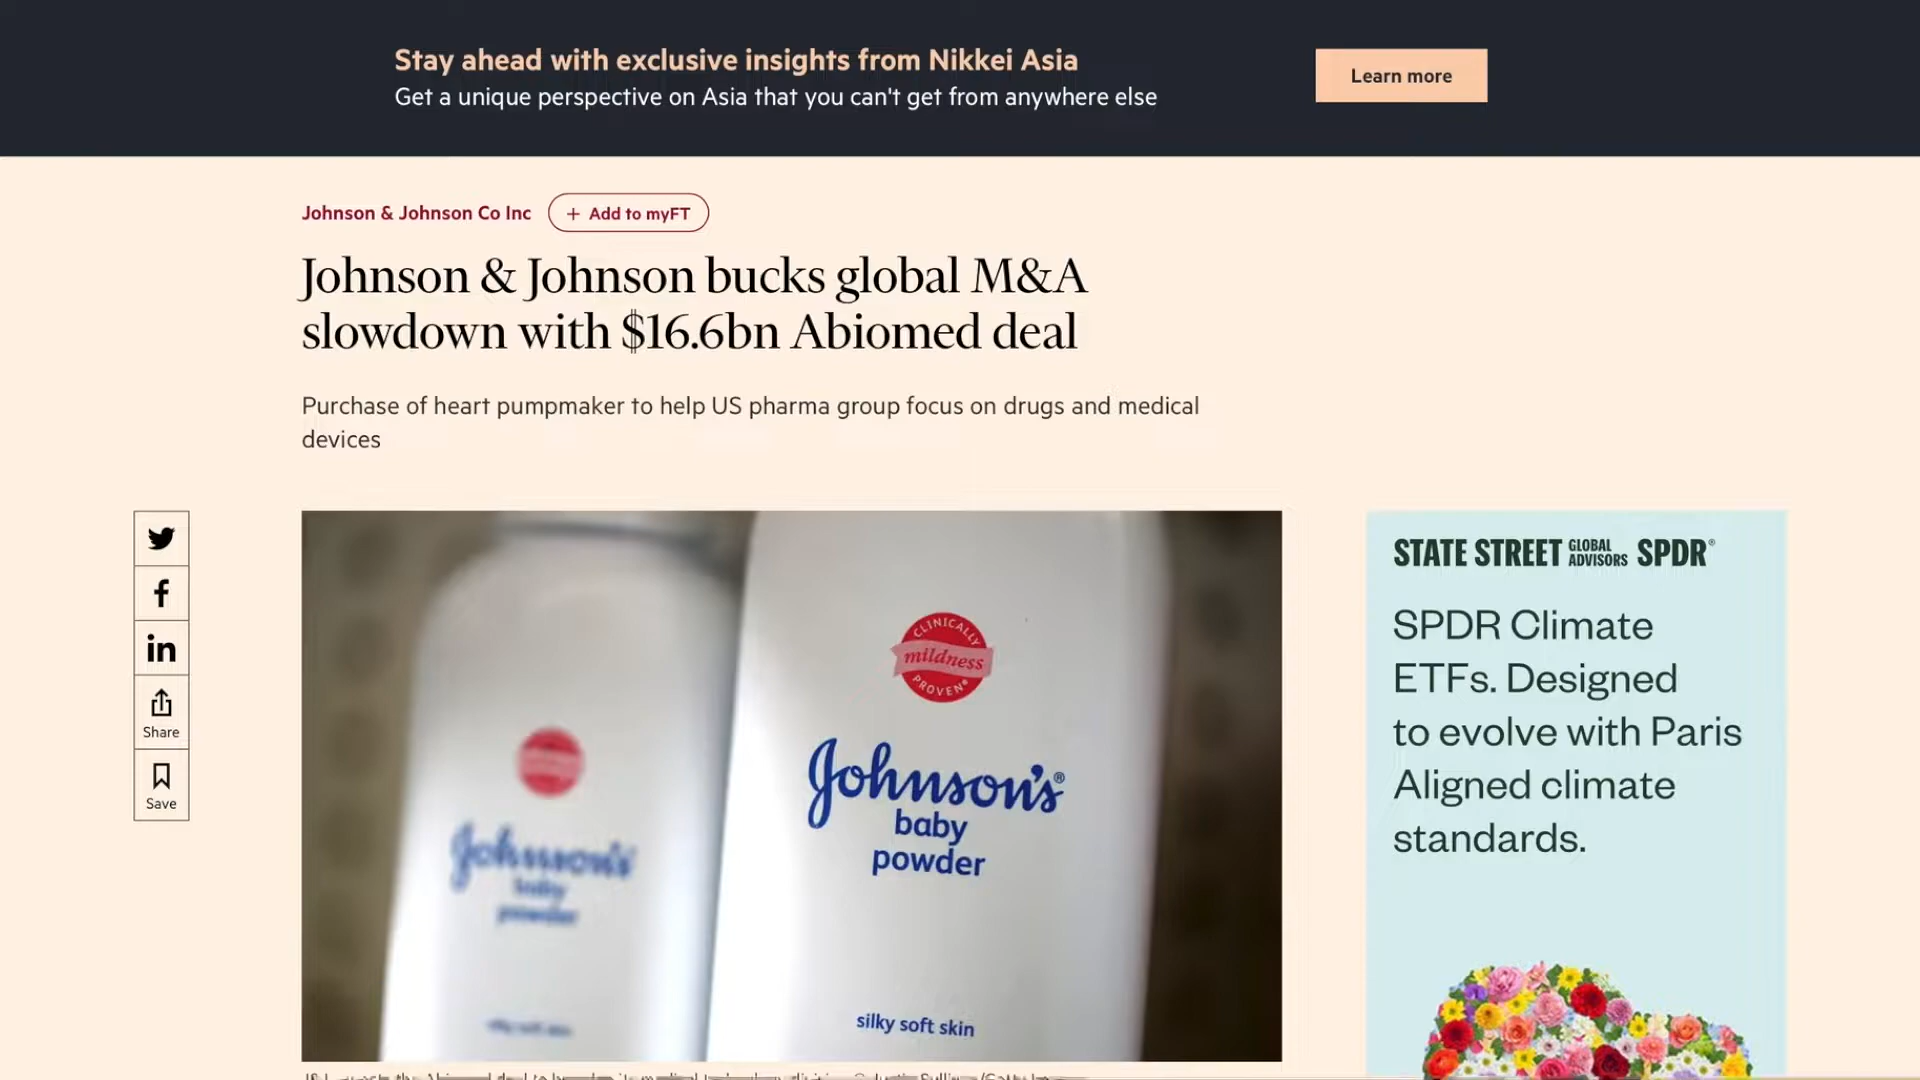 Stay ahead with exclusive insights from Nikkei Asia
Get a unique perspective on Asia that you can't get from anywhere else
Learn more
Johnson & Johnson Co Inc
+ Add to myFT
Johnson & Johnson bucks global M&A
slowdown with $16.6bn Abiomed deal
Purchase of heart pumpmaker to help US pharma group focus on drugs and medical
devices
Share
Save
CLINICALLY
mildness
PROVEN®
Johnson's®
baby
powder
silky soft skin
Johnson's
baby
powder
STATE STREET GLOBAL ADVISORS SPDR®
SPDR Climate
ETFs. Designed
to evolve with Paris
Aligned climate
standards.